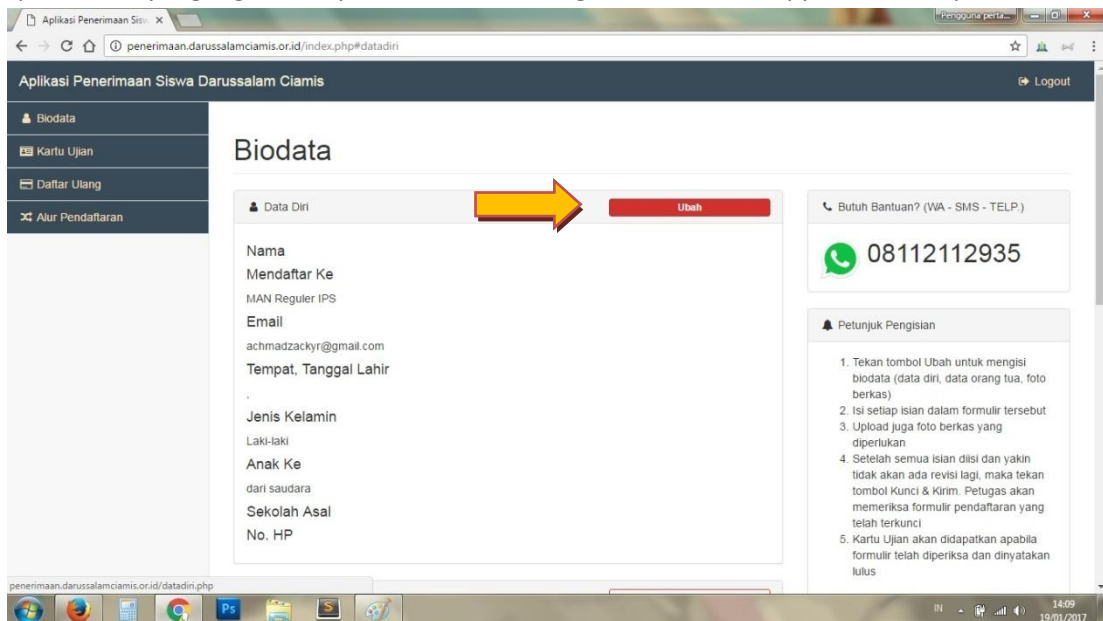 Aplikasi Penerimaan Sisw
Pengguna perta...
penerimaan.darussalamciamis.or.id/index.php#datadiri
Aplikasi Penerimaan Siswa Darussalam Ciamis
Logout
Biodata
Kartu Ujian
Daftar Ulang
Alur Pendaftaran
Biodata
Data Diri
Ubah
Nama
Mendaftar Ke
MAN Reguler IPS
Email
achmadzackyr@gmail.com
Tempat, Tanggal Lahir
,
Jenis Kelamin
Laki-laki
Anak Ke
dari saudara
Sekolah Asal
No. HP
Butuh Bantuan? (WA - SMS - TELP.)
08112112935
Petunjuk Pengisian
1. Tekan tombol Ubah untuk mengisi
biodata (data diri, data orang tua, foto
berkas)
2. Isi setiap isian dalam formulir tersebut
3. Upload juga foto berkas yang
diperlukan
4. Setelah semua isian diisi dan yakin
tidak akan ada revisi lagi, maka tekan
tombol Kunci & Kirim. Petugas akan
memeriksa formulir pendaftaran yang
telah terkunci
5. Kartu Ujian akan didapatkan apabila
formulir telah diperiksa dan dinyatakan
lulus
penerimaan.darussalamciamis.or.id/datadiri.php
Ps
S
IN
14:09
19/01/2017